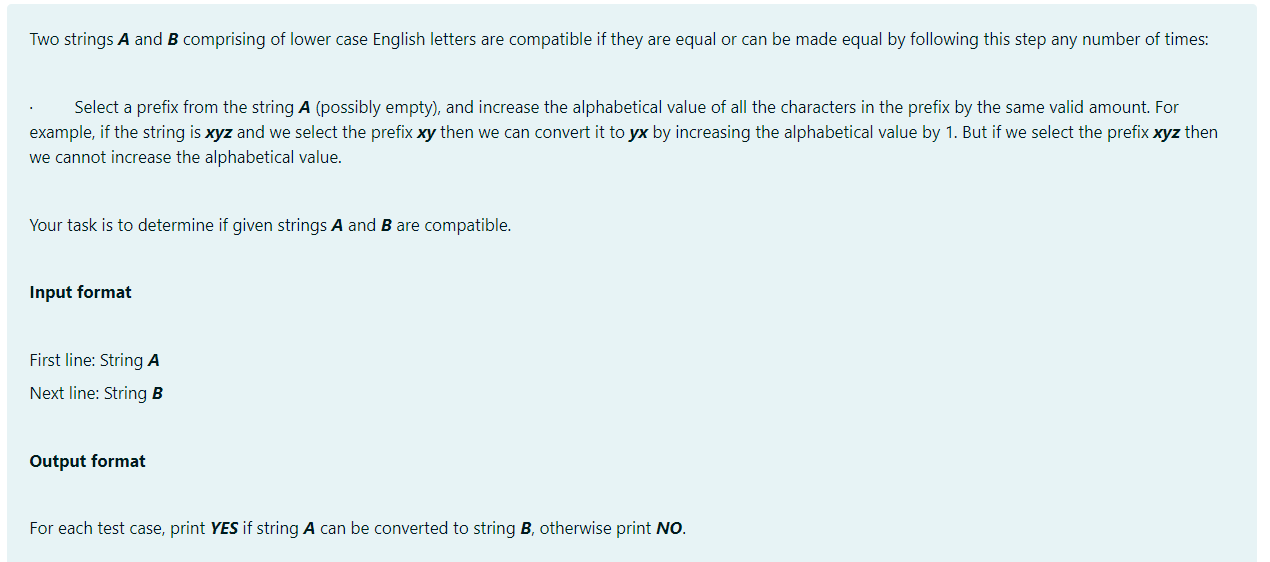 Two strings A and B comprising of lower case English letters are compatible if they are equal or can be made equal by following this step any number of times:
· Select a prefix from the string A (possibly empty), and increase the alphabetical value of all the characters in the prefix by the same valid amount. For
example, if the string is xyz and we select the prefix xy then we can convert it to yx by increasing the alphabetical value by 1. But if we select the prefix xyz then
we cannot increase the alphabetical value.
Your task is to determine if given strings A and B are compatible.
Input format
First line: String A
Next line: String B
Output format
For each test case, print YES if string A can be converted to string B, otherwise print NO.